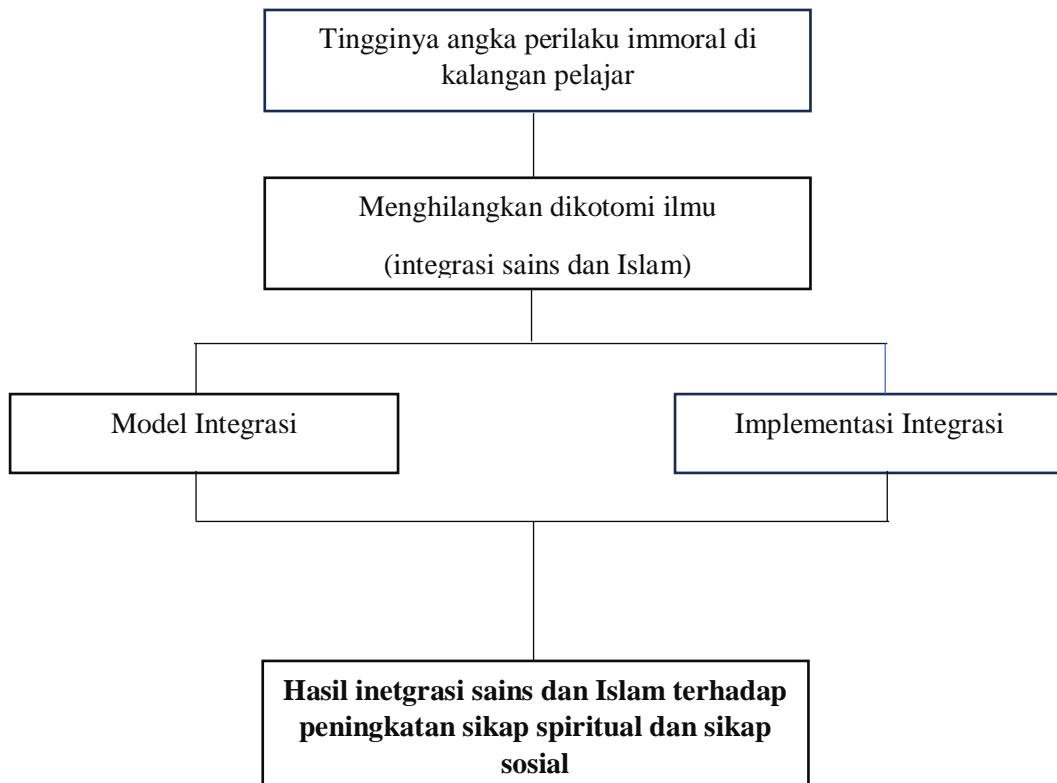 Tingginya angka perilaku immoral di
kalangan pelajar
Menghilangkan dikotomi ilmu
(integrasi sains dan Islam)
Model Integrasi
Implementasi Integrasi
Hasil inetgrasi sains dan Islam terhadap
peningkatan sikap spiritual dan sikap
sosial